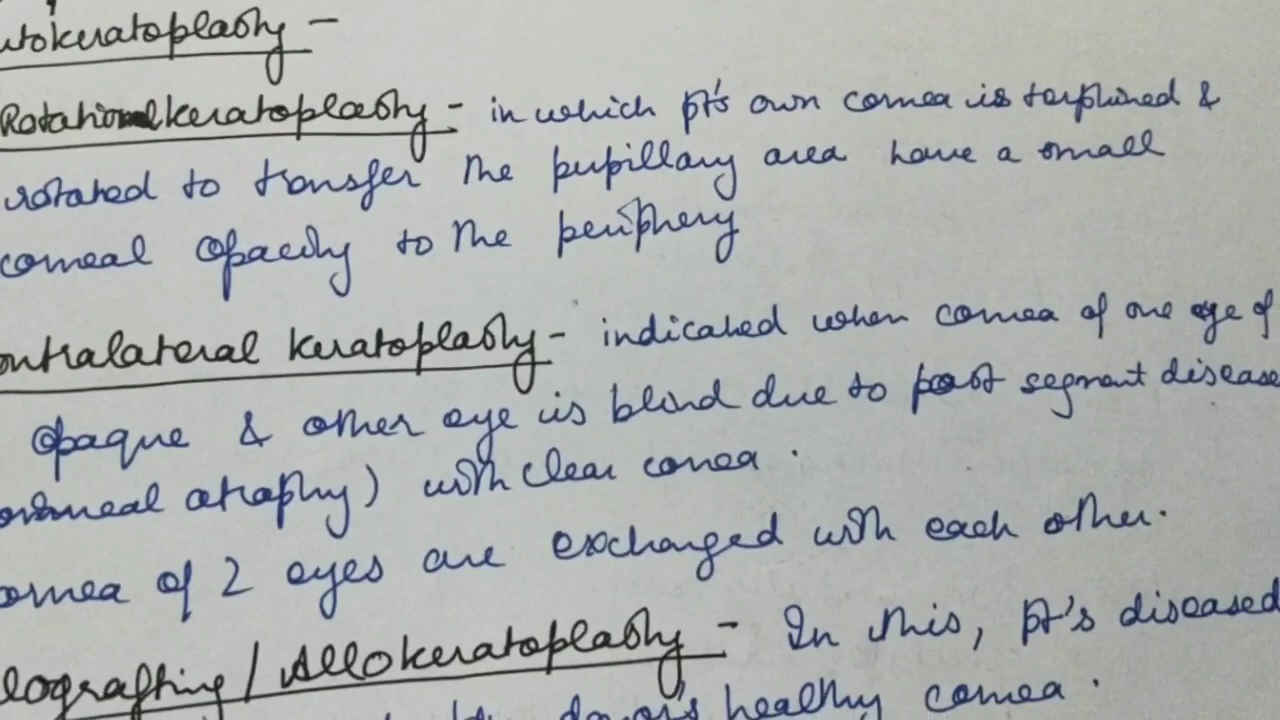 utokeratoplasty -
Rotational keratoplasty - in which pt's own cornea is terphined &
rotated to transfer the pupillary area have a small
corneal opacity to the periphery
ontralateral keratoplasty - indicated when cornea of one eye of
opaque & other eye is blind due to post segment disease
atrophy) with clear cornea.
ornea of 2 eyes are exchanged with each other.
lografting / Allokeratoplasty - In this, pt's diseased
donor's healthy cornea.